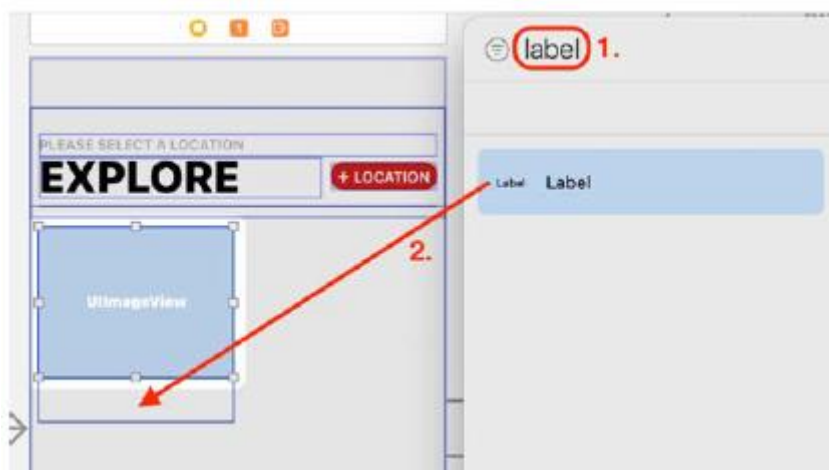 label 1.
PLEASE SELECT A LOCATION
EXPLORE
+ LOCATION
Label Label
2.
UIImageView